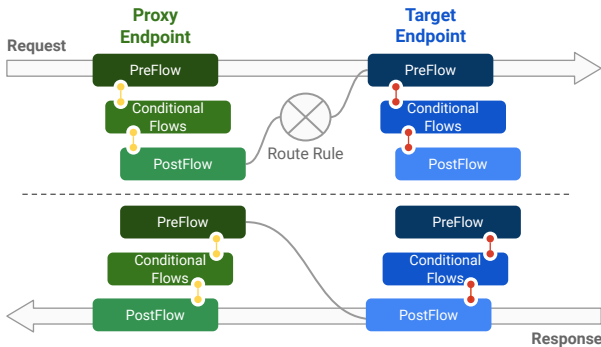 Proxy
Endpoint
Target
Endpoint
Request
PreFlow
PreFlow
Conditional
Flows
Conditional
Flows
Route Rule
PostFlow
PostFlow
PreFlow
PreFlow
Conditional
Flows
Conditional
Flows
PostFlow
PostFlow
Response